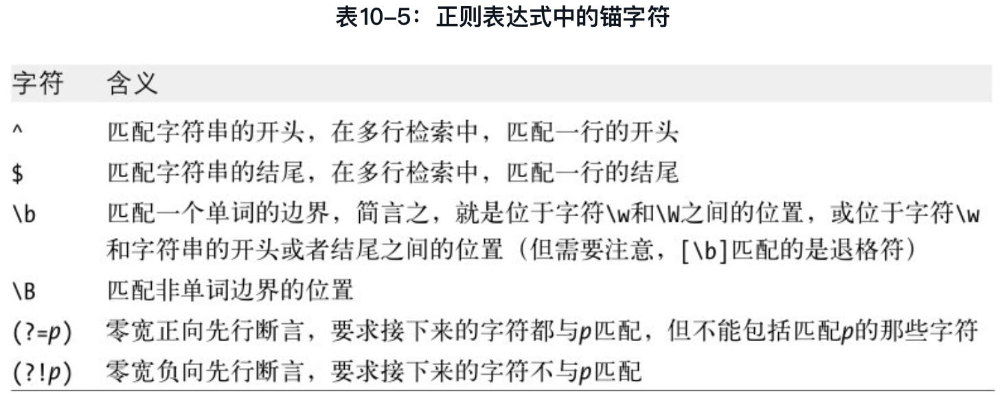 表10–5：正则表达式中的锚字符
字符 含义
^ 匹配字符串的开头，在多行检索中，匹配一行的开头
$ 匹配字符串的结尾，在多行检索中，匹配一行的结尾
\b 匹配一个单词的边界，简言之，就是位于字符\w和\W之间的位置，或位于字符\w
和字符串的开头或者结尾之间的位置（但需要注意，[\b]匹配的是退格符）
\B 匹配非单词边界的位置
(?=p) 零宽正向先行断言，要求接下来的字符都与p匹配，但不能包括匹配p的那些字符
(?!p) 零宽负向先行断言，要求接下来的字符不与p匹配